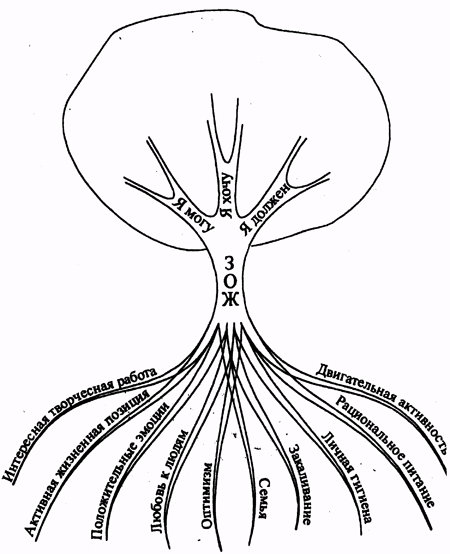 Я могу
Я хочу
Я должен
ЗОЖ
Интересная творчесная работа
Активная жизненная позиция
Положительные эмоции
Любовь к людям
Оптимизм
Семья
Закаливание
Личная гигиена
Рациональное питание
Двигательная активность